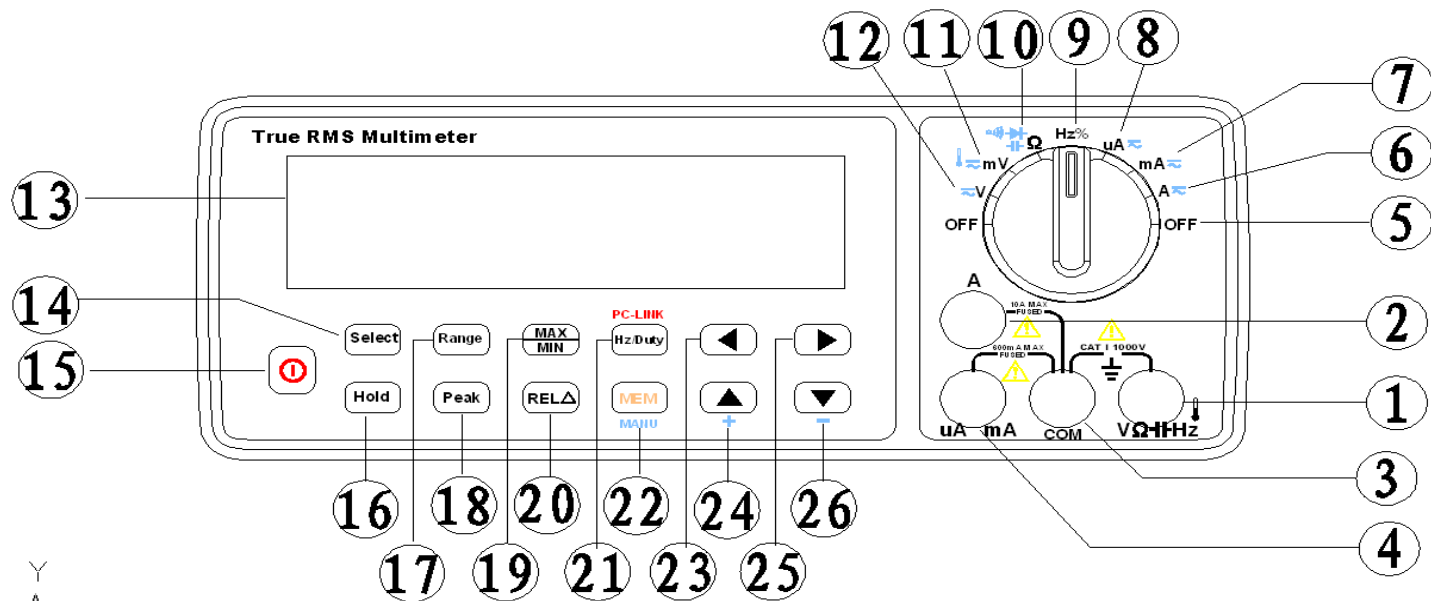 12 11 10 9 8
7
True RMS Multimeter
Ω Hz% uA
mV mA
6
V A
13
OFF OFF
5
A
10A MAX
FUSED
14
PC-LINK
2
Select Range MAX
MIN Hz/Duty
600mA MAX
FUSED
CAT I 1000V
15
Hold Peak REL△ MEM
MANU + −
uA mA COM VΩHz
1
16 18 20 22 24 26
3
17 19 21 23 25
4
Y